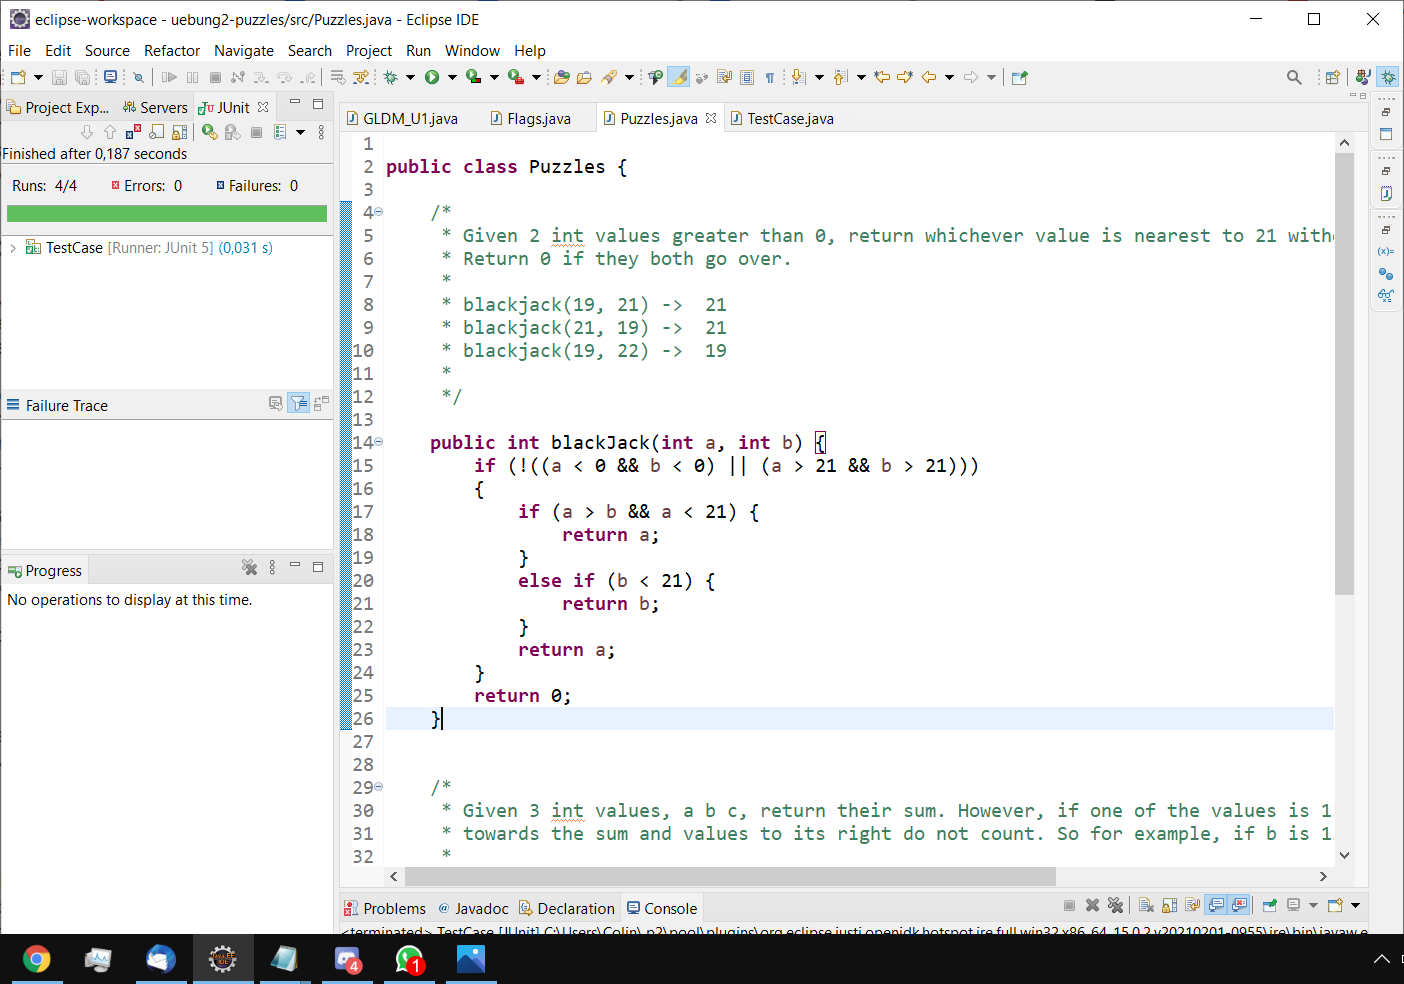 eclipse-workspace - uebung2-puzzles/src/Puzzles.java - Eclipse IDE
File Edit Source Refactor Navigate Search Project Run Window Help
Project Exp... Servers JUnit
Finished after 0,187 seconds
Runs: 4/4 Errors: 0 Failures: 0
TestCase [Runner: JUnit 5] (0,031 s)
Failure Trace
Progress
No operations to display at this time.
GLDM_U1.java Flags.java Puzzles.java TestCase.java
1
2 public class Puzzles {
3
4 /*
5 * Given 2 int values greater than 0, return whichever value is nearest to 21
6 * Return 0 if they both go over.
7 *
8 * blackjack(19, 21) -> 21
9 * blackjack(21, 19) -> 21
10 * blackjack(19, 22) -> 19
11 *
12 */
13
14 public int blackJack(int a, int b) {
15 if (!((a < 0 && b < 0) || (a > 21 && b > 21)))
16 {
17 if (a > b && a < 21) {
18 return a;
19 }
20 else if (b < 21) {
21 return b;
22 }
23 return a;
24 }
25 return 0;
26 }
27
28
29 /*
30 * Given 3 int values, a b c, return their sum. However, if one of the values is 1
31 * towards the sum and values to its right do not count. So for example, if b is 1
32 *
Problems @ Javadoc Declaration Console
<terminated> TestCase [JUnit] C:\Users\Colin\.p2\pool\plugins\org.eclipse.justj.openjdk.hotspot.jre.full.win32.x86_64_15.0.2.v20210201-0955\jre\bin\javaw.e
4
1